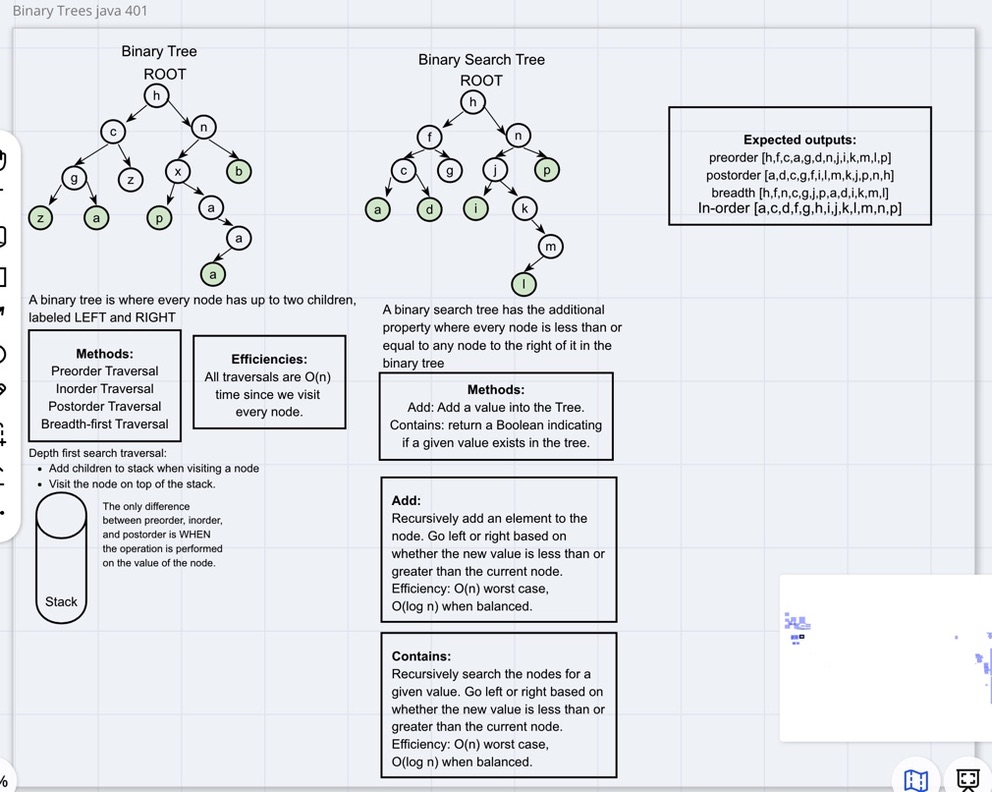 Binary Trees java 401
Binary Tree
ROOT
h
c
n
g
z
x
b
z
a
p
a
a
a
A binary tree is where every node has up to two children,
labeled LEFT and RIGHT
Methods:
Preorder Traversal
Inorder Traversal
Postorder Traversal
Breadth-first Traversal
Efficiencies:
All traversals are O(n)
time since we visit
every node.
Depth first search traversal:
• Add children to stack when visiting a node
• Visit the node on top of the stack.
The only difference
between preorder, inorder,
and postorder is WHEN
the operation is performed
on the value of the node.
Stack
Binary Search Tree
ROOT
h
f
n
c
g
j
p
a
d
i
k
m
l
A binary search tree has the additional
property where every node is less than or
equal to any node to the right of it in the
binary tree
Methods:
Add: Add a value into the Tree.
Contains: return a Boolean indicating
if a given value exists in the tree.
Add:
Recursively add an element to the
node. Go left or right based on
whether the new value is less than or
greater than the current node.
Efficiency: O(n) worst case,
O(log n) when balanced.
Contains:
Recursively search the nodes for a
given value. Go left or right based on
whether the new value is less than or
greater than the current node.
Efficiency: O(n) worst case,
O(log n) when balanced.
Expected outputs:
preorder [h,f,c,a,g,d,n,j,i,k,m,l,p]
postorder [a,d,c,g,f,i,l,m,k,j,p,n,h]
breadth [h,f,n,c,g,j,p,a,d,i,k,m,l]
In-order [a,c,d,f,g,h,i,j,k,l,m,n,p]
%